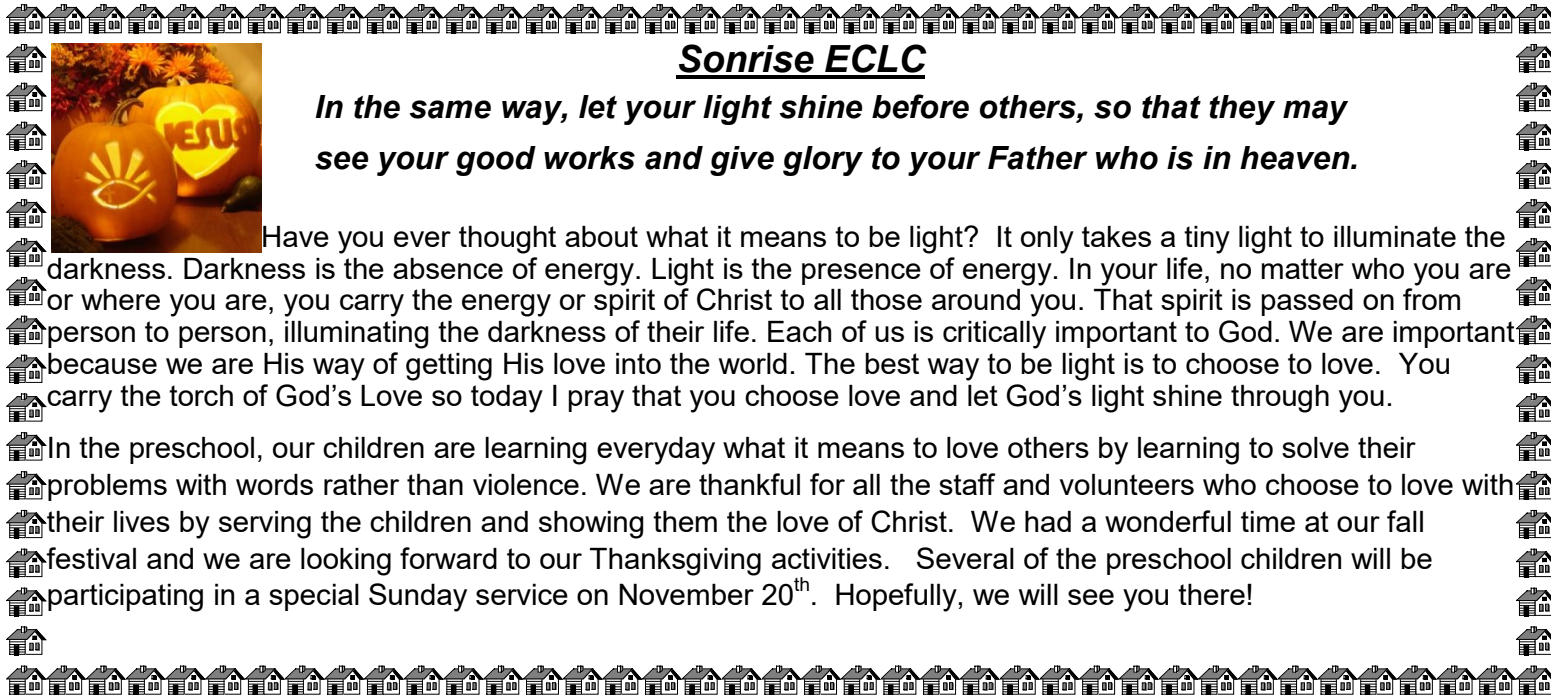 Sonrise ECLC
In the same way, let your light shine before others, so that they may
see your good works and give glory to your Father who is in heaven.
JESUS
Have you ever thought about what it means to be light?  It only takes a tiny light to illuminate the
darkness. Darkness is the absence of energy. Light is the presence of energy. In your life, no matter who you are
or where you are, you carry the energy or spirit of Christ to all those around you. That spirit is passed on from
person to person, illuminating the darkness of their life. Each of us is critically important to God. We are important
because we are His way of getting His love into the world. The best way to be light is to choose to love.  You
carry the torch of God’s Love so today I pray that you choose love and let God’s light shine through you.
In the preschool, our children are learning everyday what it means to love others by learning to solve their
problems with words rather than violence. We are thankful for all the staff and volunteers who choose to love with
their lives by serving the children and showing them the love of Christ.  We had a wonderful time at our fall
festival and we are looking forward to our Thanksgiving activities.   Several of the preschool children will be
participating in a special Sunday service on November 20th.  Hopefully, we will see you there!